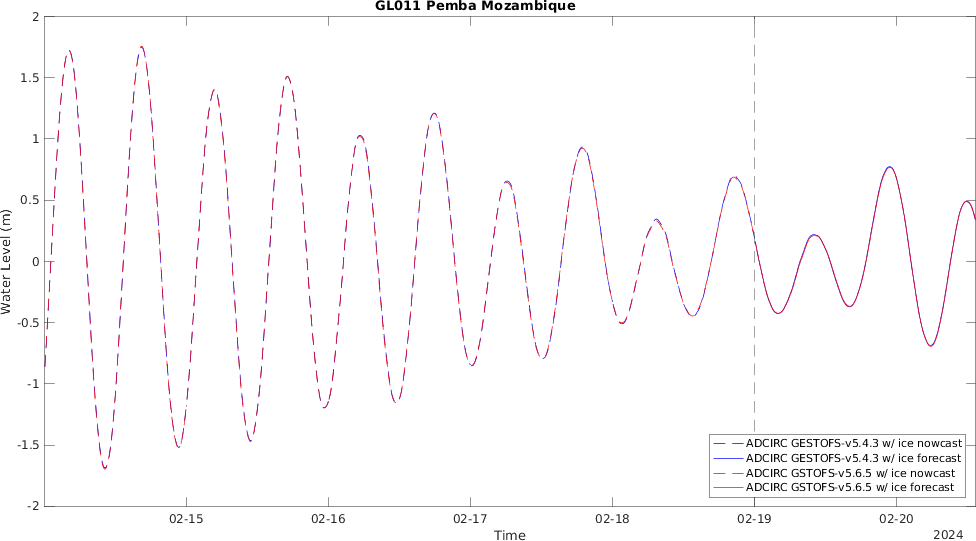 GL011 Pemba Mozambique
2
1.5
1
0.5
0
-0.5
-1
-1.5
-2
Water Level (m)
ADCIRC GESTOFS-v5.4.3 w/ ice nowcast
ADCIRC GESTOFS-v5.4.3 w/ ice forecast
ADCIRC GSTOFS-v5.6.5 w/ ice nowcast
ADCIRC GSTOFS-v5.6.5 w/ ice forecast
02-15 02-16 02-17 02-18 02-19 02-20
Time
2024